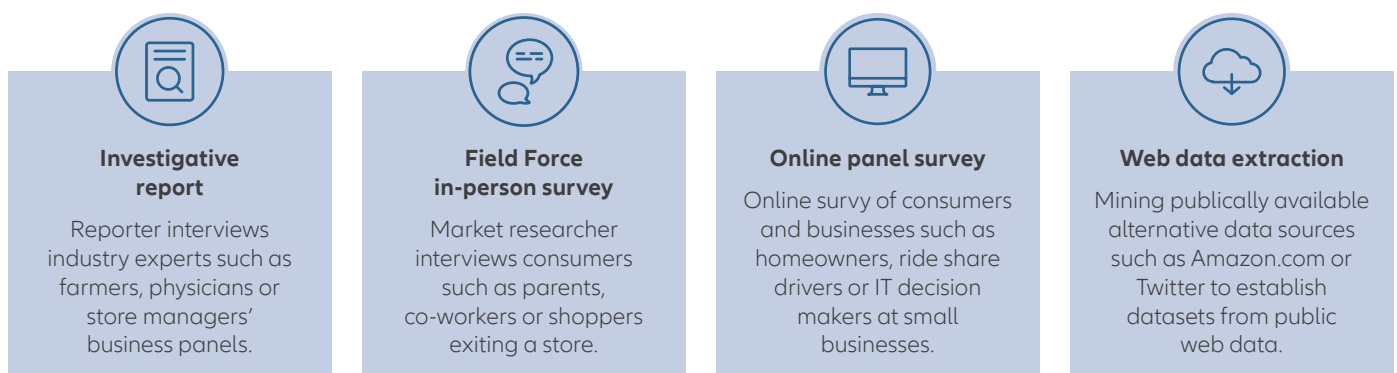 Investigative
report
Reporter interviews
industry experts such as
farmers, physicians or
store managers’
business panels.
Field Force
in-person survey
Market researcher
interviews consumers
such as parents,
co-workers or shoppers
exiting a store.
Online panel survey
Online survy of consumers
and businesses such as
homeowners, ride share
drivers or IT decision
makers at small
businesses.
Web data extraction
Mining publically available
alternative data sources
such as Amazon.com or
Twitter to establish
datasets from public
web data.